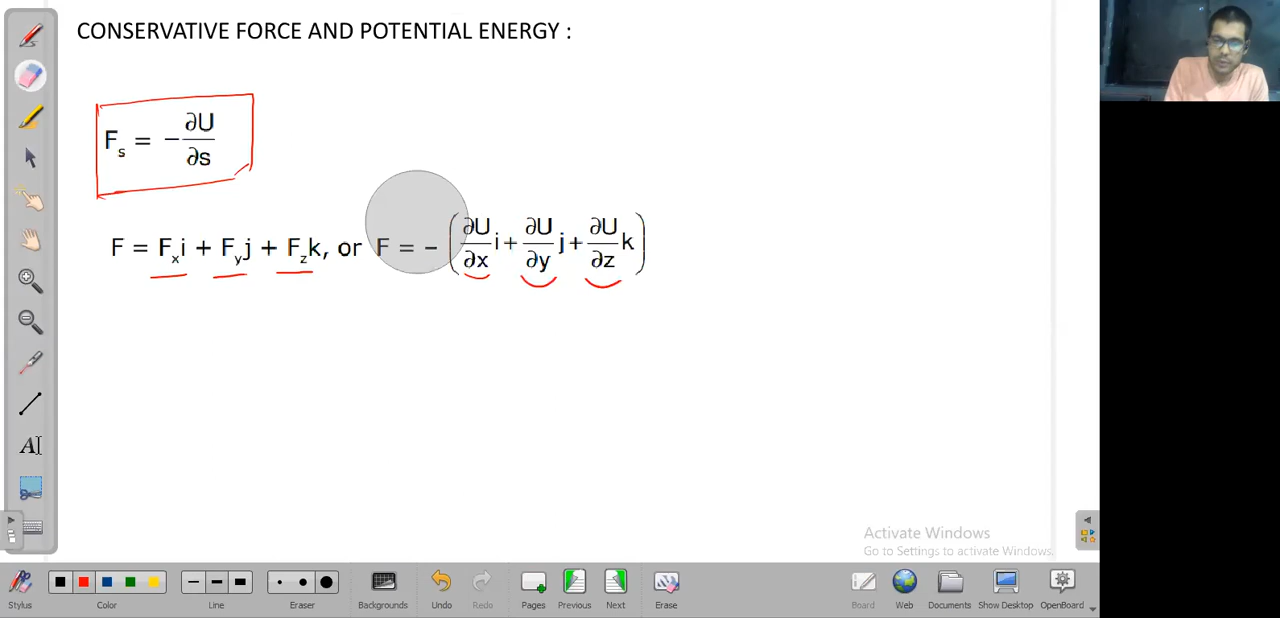 CONSERVATIVE FORCE AND POTENTIAL ENERGY :
F_s = −∂U/∂s
F = F_x i + F_y j + F_z k, or F = − (∂U/∂x i + ∂U/∂y j + ∂U/∂z k)
A
Activate Windows
Go to Settings to activate Windows.
Stylus Color Line Eraser Backgrounds Undo Redo Pages Previous Next Erase Board Web Documents Show Desktop OpenBoard